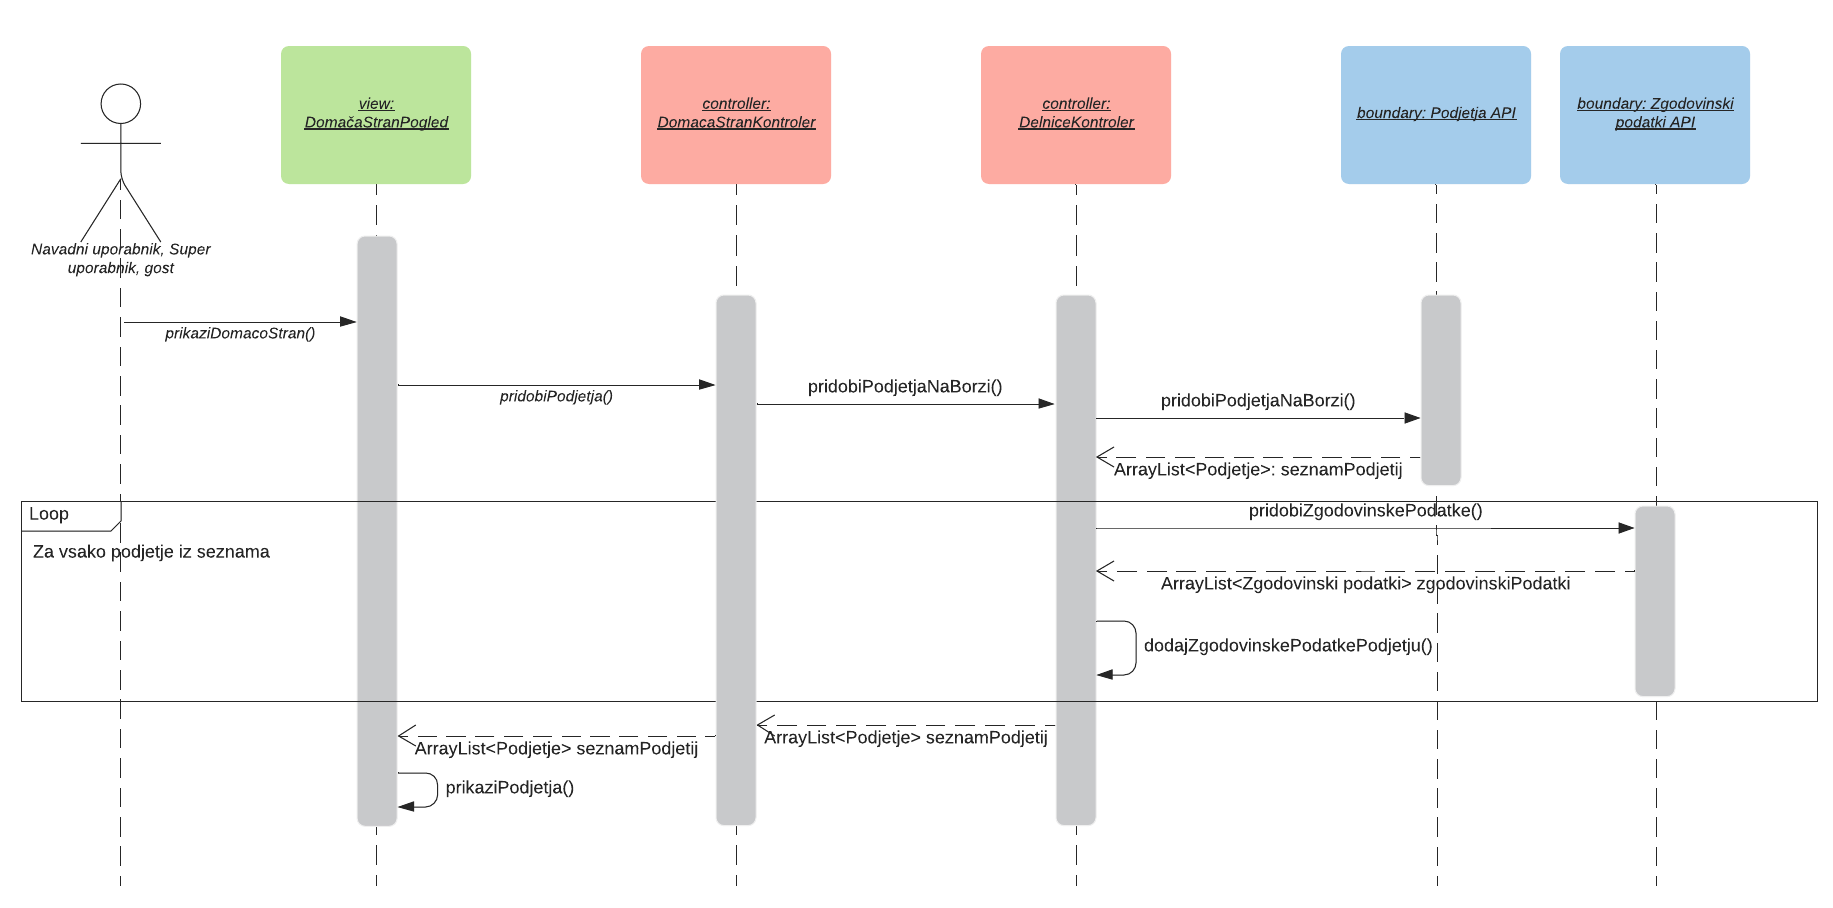 view:
DomačaStranPogled
controller:
DomacaStranKontroler
controller:
DelniceKontroler
boundary: Podjetja API
boundary: Zgodovinski
podatki API
Navadni uporabnik, Super
uporabnik, gost
prikaziDomacoStran()
pridobiPodjetja()
pridobiPodjetjaNaBorzi()
pridobiPodjetjaNaBorzi()
ArrayList<Podjetje>: seznamPodjetij
Loop
pridobiZgodovinskePodatke()
Za vsako podjetje iz seznama
ArrayList<Zgodovinski podatki> zgodovinskiPodatki
dodajZgodovinskePodatkePodjetju()
ArrayList<Podjetje> seznamPodjetij
ArrayList<Podjetje> seznamPodjetij
prikaziPodjetja()